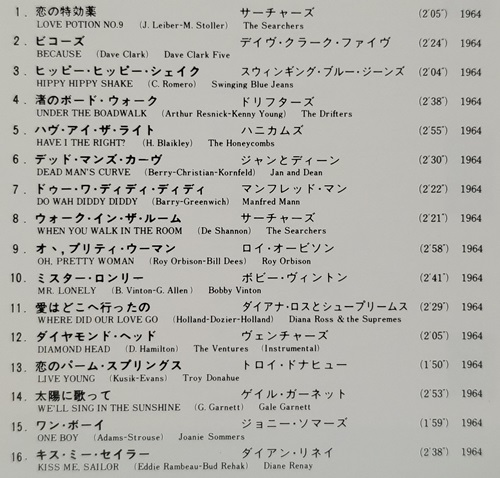 1. 恋の特効薬 サーチャーズ (2′05″) 1964
LOVE POTION NO.9 (J. Leiber-M. Stoller) The Searchers
2. ビコーズ デイヴ・クラーク・ファイヴ (2′24″) 1964
BECAUSE (Dave Clark) Dave Clark Five
3. ヒッピー・ヒッピー・シェイク スウィンギング・ブルー・ジーンズ (2′04″) 1964
HIPPY HIPPY SHAKE (C. Romero) Swinging Blue Jeans
4. 渚のボード・ウォーク ドリフターズ (2′38″) 1964
UNDER THE BOADWALK (Arthur Resnick-Kenny Young) The Drifters
5. ハヴ・アイ・ザ・ライト ハニカムズ (2′55″) 1964
HAVE I THE RIGHT? (H. Blaikley) The Honeycombs
6. デッド・マンズ・カーヴ ジャンとディーン (2′30″) 1964
DEAD MAN'S CURVE (Berry-Christian-Kornfeld) Jan and Dean
7. ドゥー・ワ・ディディ・ディディ マンフレッド・マン (2′22″) 1964
DO WAH DIDDY DIDDY (Barry-Greenwich) Manfred Mann
8. ウォーク・イン・ザ・ルーム サーチャーズ (2′21″) 1964
WHEN YOU WALK IN THE ROOM (De Shannon) The Searchers
9. オヽ,プリティ・ウーマン ロイ・オービソン (2′58″) 1964
OH, PRETTY WOMAN (Roy Orbison-Bill Dees) Roy Orbison
10. ミスター・ロンリー ボビー・ヴィントン (2′41″) 1964
MR. LONELY (B. Vinton-G. Allen) Bobby Vinton
11. 愛はどこへ行ったの ダイアナ・ロスとシュープリームス (2′29″) 1964
WHERE DID OUR LOVE GO (Holland-Dozier-Holland) Diana Ross & the Supremes
12. ダイヤモンド・ヘッド ヴェンチャーズ (2′05″) 1964
DIAMOND HEAD (D. Hamilton) The Ventures (Instrumental)
13. 恋のパーム・スプリングス トロイ・ドナヒュー (1′50″) 1964
LIVE YOUNG (Kusik-Evans) Troy Donahue
14. 太陽に歌って ゲイル・ガーネット (2′53″) 1964
WE'LL SING IN THE SUNSHINE (G. Garnett) Gale Garnett
15. ワン・ボーイ ジョニー・ソマーズ (1′59″) 1964
ONE BOY (Adams-Strouse) Joanie Sommers
16. キス・ミー・セイラー ダイアン・リネイ (2′38″) 1964
KISS ME, SAILOR (Eddie Rambeau-Bud Rehak) Diane Renay